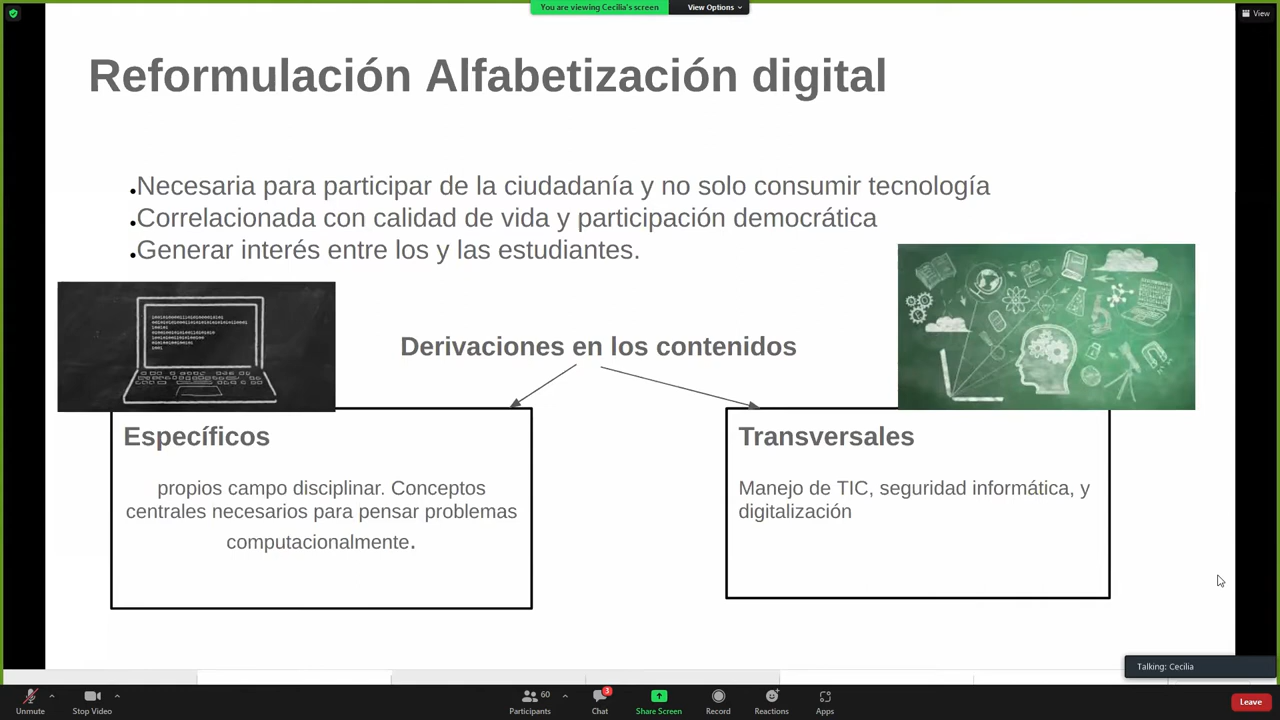 You are viewing Cecilia's screen
View Options
View
Reformulación Alfabetización digital
•Necesaria para participar de la ciudadanía y no solo consumir tecnología
•Correlacionada con calidad de vida y participación democrática
•Generar interés entre los y las estudiantes.
Derivaciones en los contenidos
Específicos
propios campo disciplinar. Conceptos
centrales necesarios para pensar problemas
computacionalmente.
Transversales
Manejo de TIC, seguridad informática, y
digitalización
Talking: Cecilia
Unmute
Stop Video
60
Participants
3
Chat
Share Screen
Record
Reactions
Apps
Leave